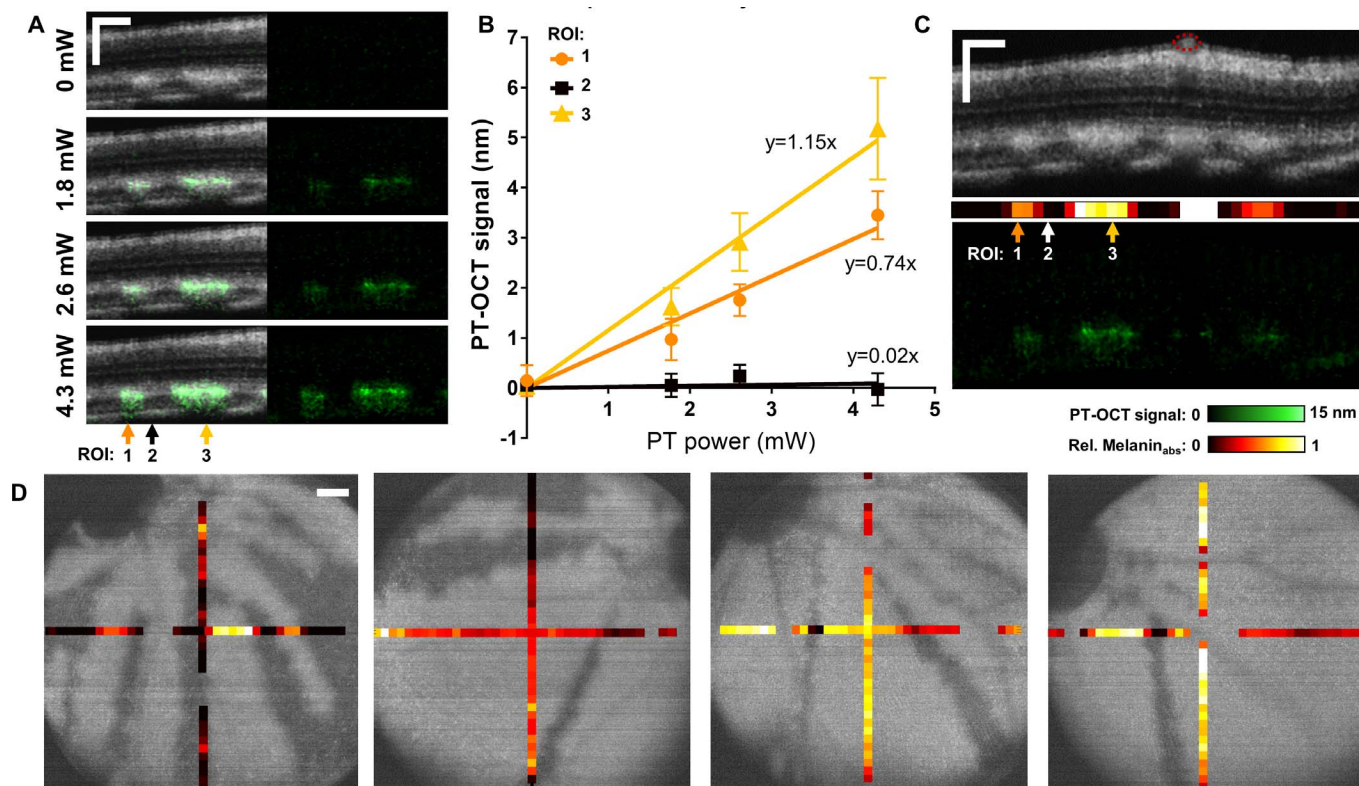 A
0 mW
1.8 mW
2.6 mW
4.3 mW
ROI: 1 2 3
B
PT-OCT signal (nm)
7
6
5
4
3
2
1
0
-1
ROI:
1
2
3
y=1.15x
y=0.74x
y=0.02x
1 2 3 4 5
PT power (mW)
C
ROI: 1 2 3
PT-OCT signal: 0 15 nm
Rel. Melaninabs: 0 1
D